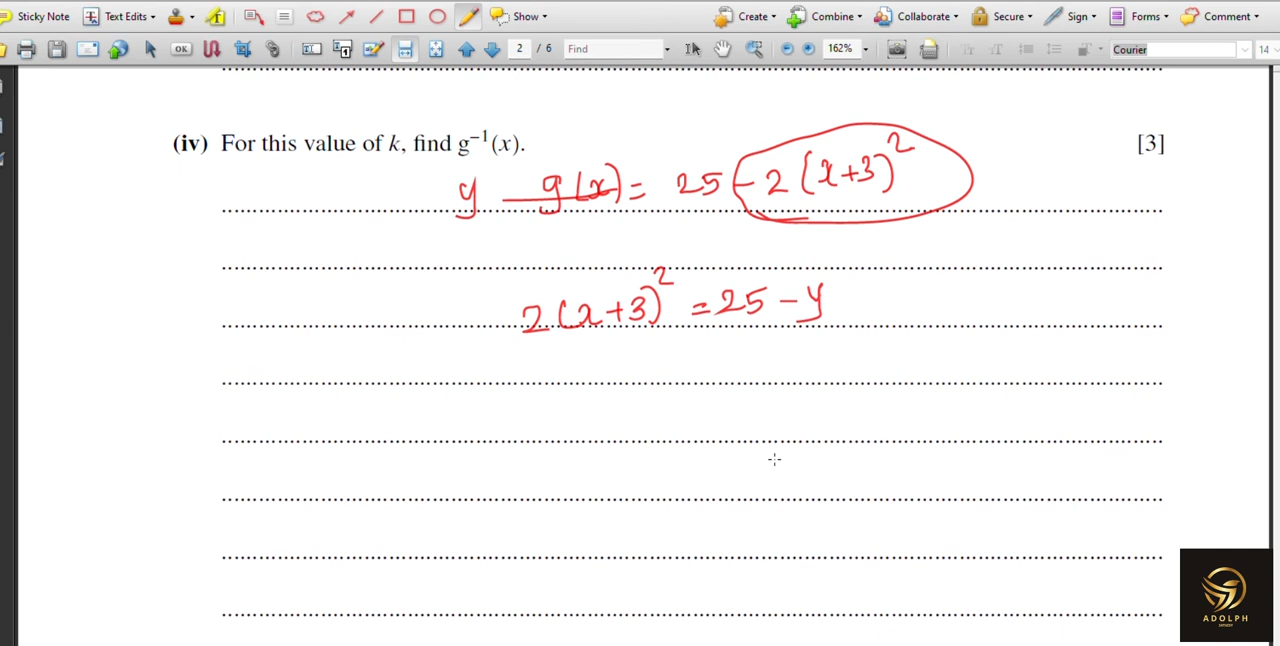 Sticky Note Text Edits Show Create Combine Collaborate Secure Sign Forms Comment
OK 2 / 6 Find 162% Courier 14
(iv) For this value of k, find g⁻¹(x). [3]
y g(x) = 25 - 2(x+3)²
2(x+3)² = 25 - y
ADOLPH